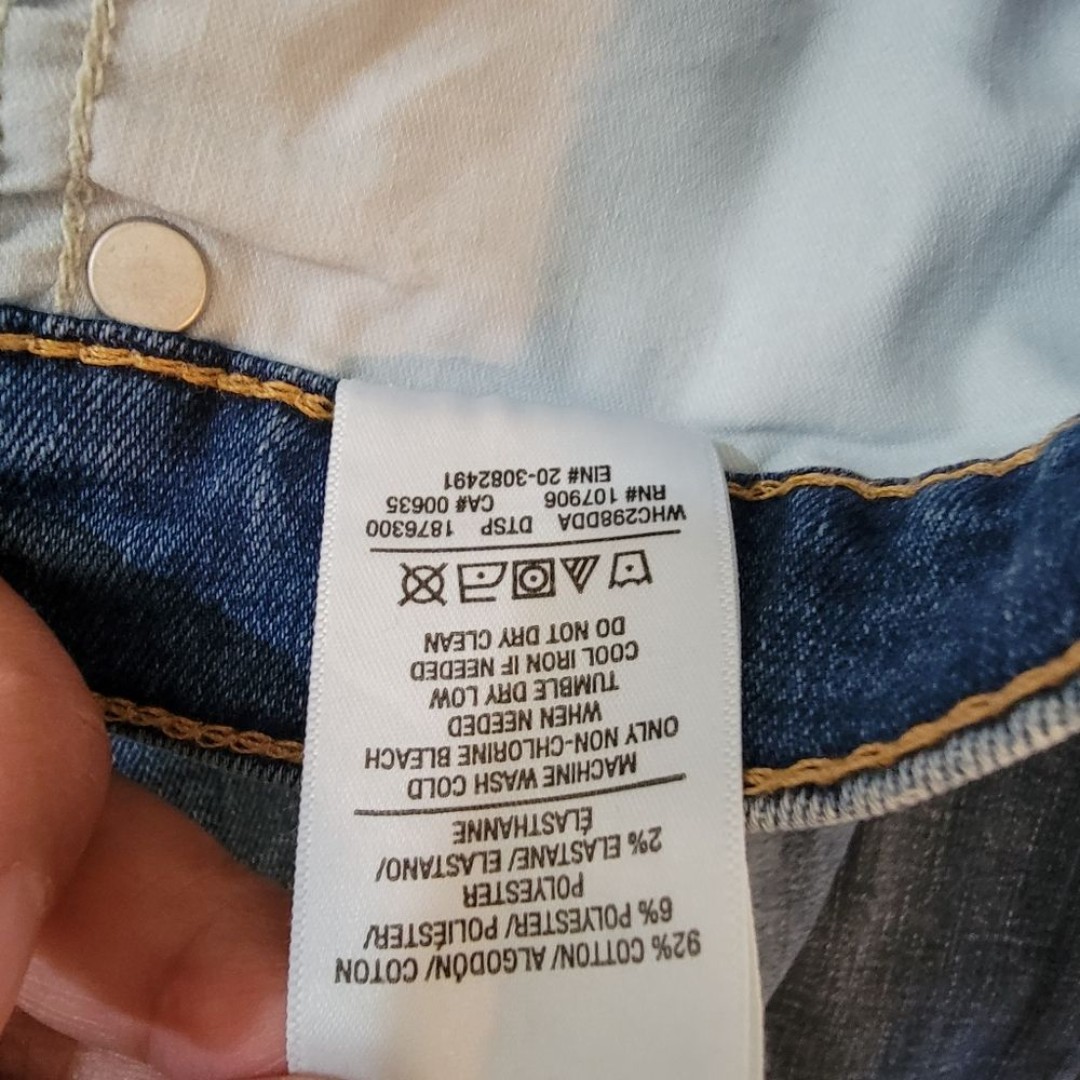 92% COTTON/ ALGODÓN/ COTON
6% POLYESTER/ POLIÉSTER/
POLYESTER
2% ELASTANE/ ELASTANO/
ÉLASTHANNE
MACHINE WASH COLD
ONLY NON-CHLORINE BLEACH
WHEN NEEDED
TUMBLE DRY LOW
COOL IRON IF NEEDED
DO NOT DRY CLEAN
WHC298DDA DTSP 1876300
RN# 107906 CA# 00635
EIN# 20-3082491